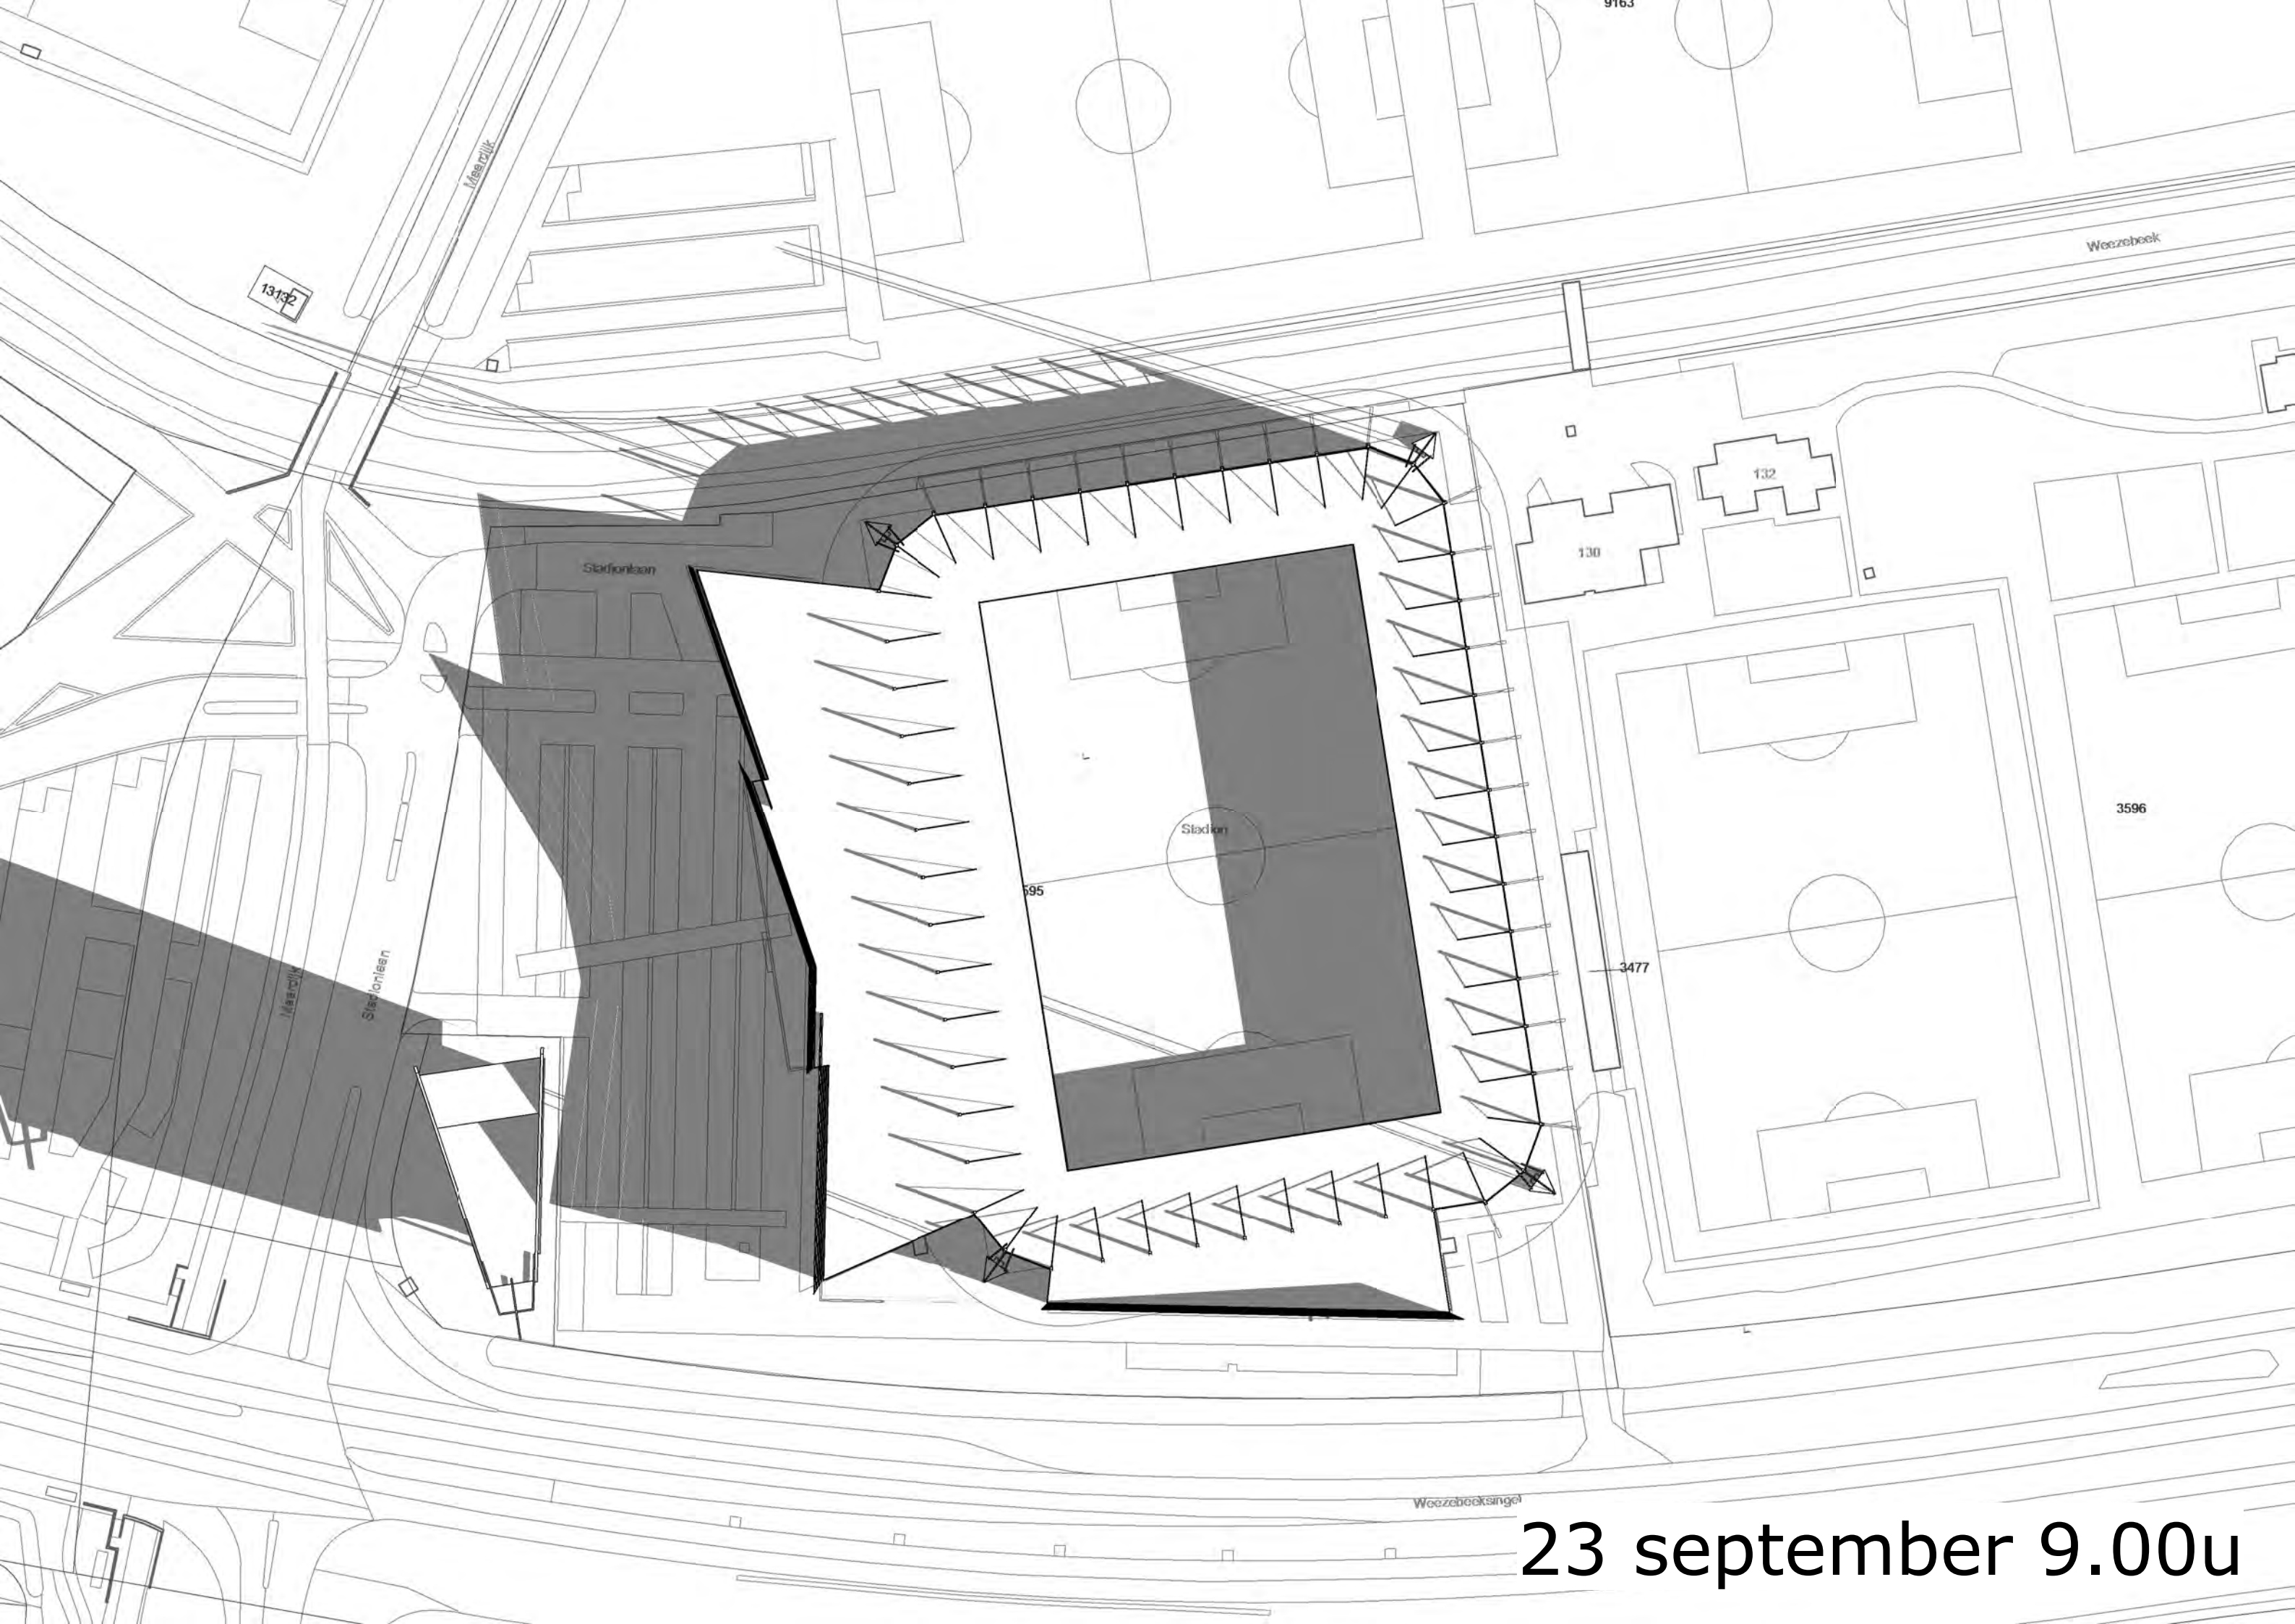 9163
Meerdijk
Weezebeek
13132
132
130
Stadionlaan
Stadion
3596
595
3477
Meerdijk
Stadionlaan
Weezebeeksingel
23 september 9.00u